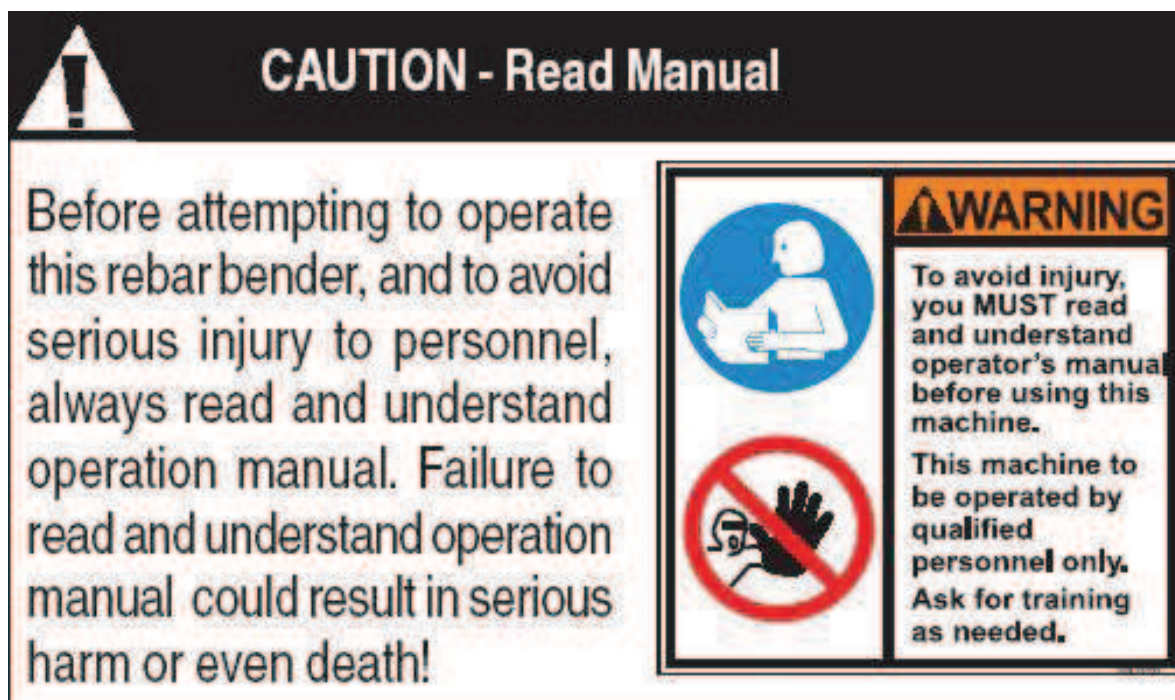 CAUTION - Read Manual
Before attempting to operate
this rebar bender, and to avoid
serious injury to personnel,
always read and understand
operation manual. Failure to
read and understand operation
manual could result in serious
harm or even death!
WARNING
To avoid injury,
you MUST read
and understand
operator's manual
before using this
machine.
This machine to
be operated by
qualified
personnel only.
Ask for training
as needed.